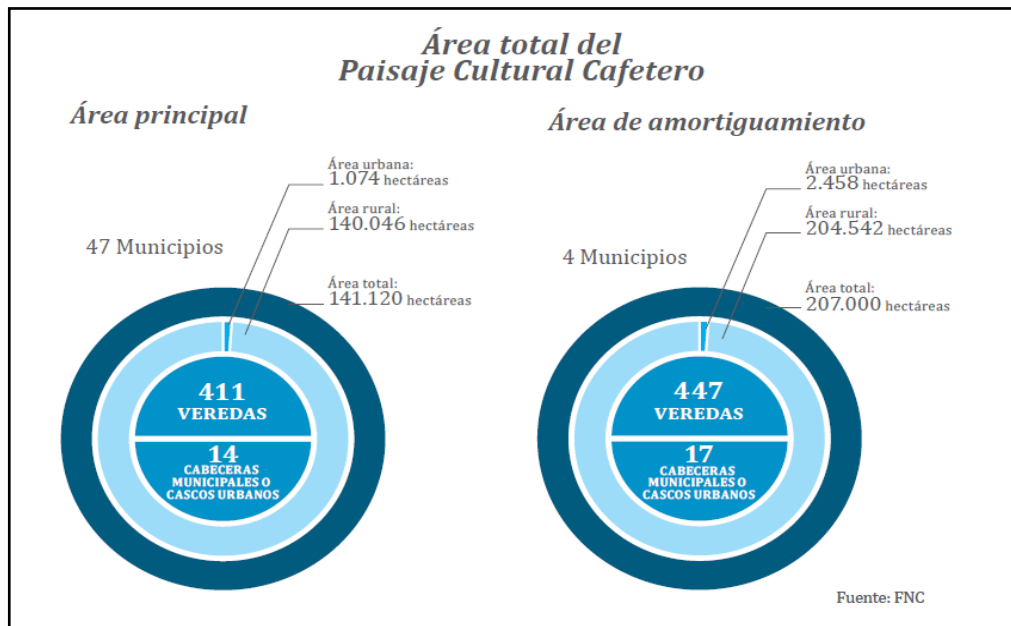 Área total del
Paisaje Cultural Cafetero
Área principal
Área urbana:
1.074 hectáreas
Área rural:
140.046 hectáreas
47 Municipios
Área total:
141.120 hectáreas
411
VEREDAS
14
CABECERAS
MUNICIPALES O
CASCOS URBANOS
Área de amortiguamiento
Área urbana:
2.458 hectáreas
Área rural:
204.542 hectáreas
4 Municipios
Área total:
207.000 hectáreas
447
VEREDAS
17
CABECERAS
MUNICIPALES O
CASCOS URBANOS
Fuente: FNC